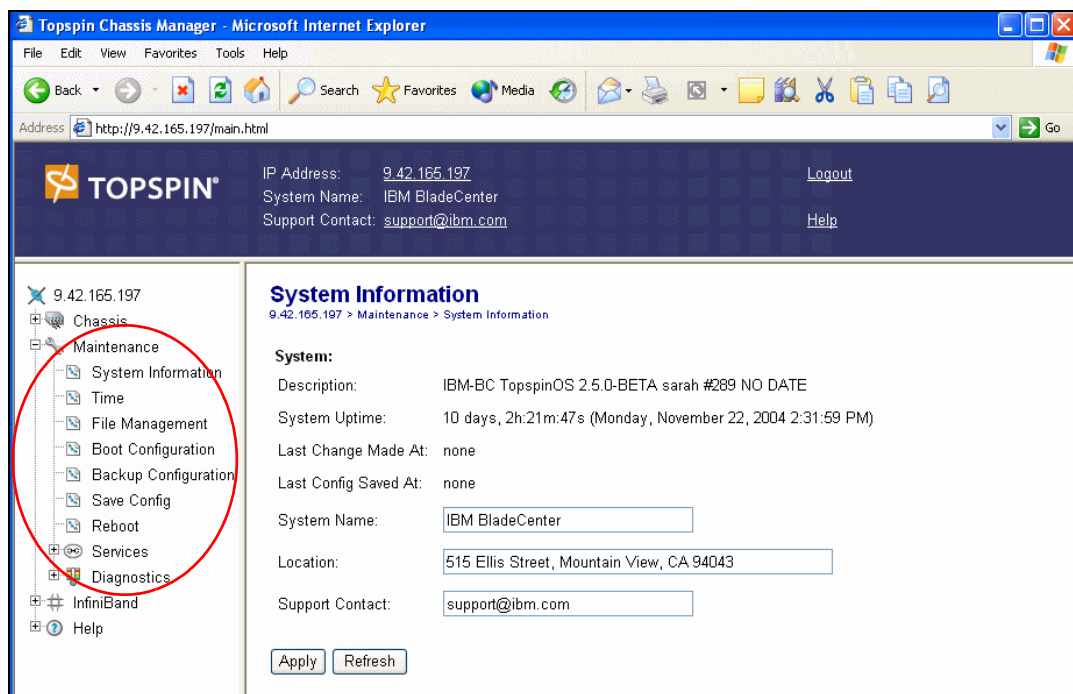 Topspin Chassis Manager - Microsoft Internet Explorer
File Edit View Favorites Tools Help
Back Search Favorites Media
Address http://9.42.165.197/main.html Go
TOPSPIN®
IP Address: 9.42.165.197 Logout
System Name: IBM BladeCenter
Support Contact: support@ibm.com Help
9.42.165.197
Chassis
Maintenance
System Information
Time
File Management
Boot Configuration
Backup Configuration
Save Config
Reboot
Services
Diagnostics
InfiniBand
Help
System Information
9.42.165.197 > Maintenance > System Information
System:
Description: IBM-BC TopspinOS 2.5.0-BETA sarah #289 NO DATE
System Uptime: 10 days, 2h:21m:47s (Monday, November 22, 2004 2:31:59 PM)
Last Change Made At: none
Last Config Saved At: none
System Name: IBM BladeCenter
Location: 515 Ellis Street, Mountain View, CA 94043
Support Contact: support@ibm.com
Apply Refresh